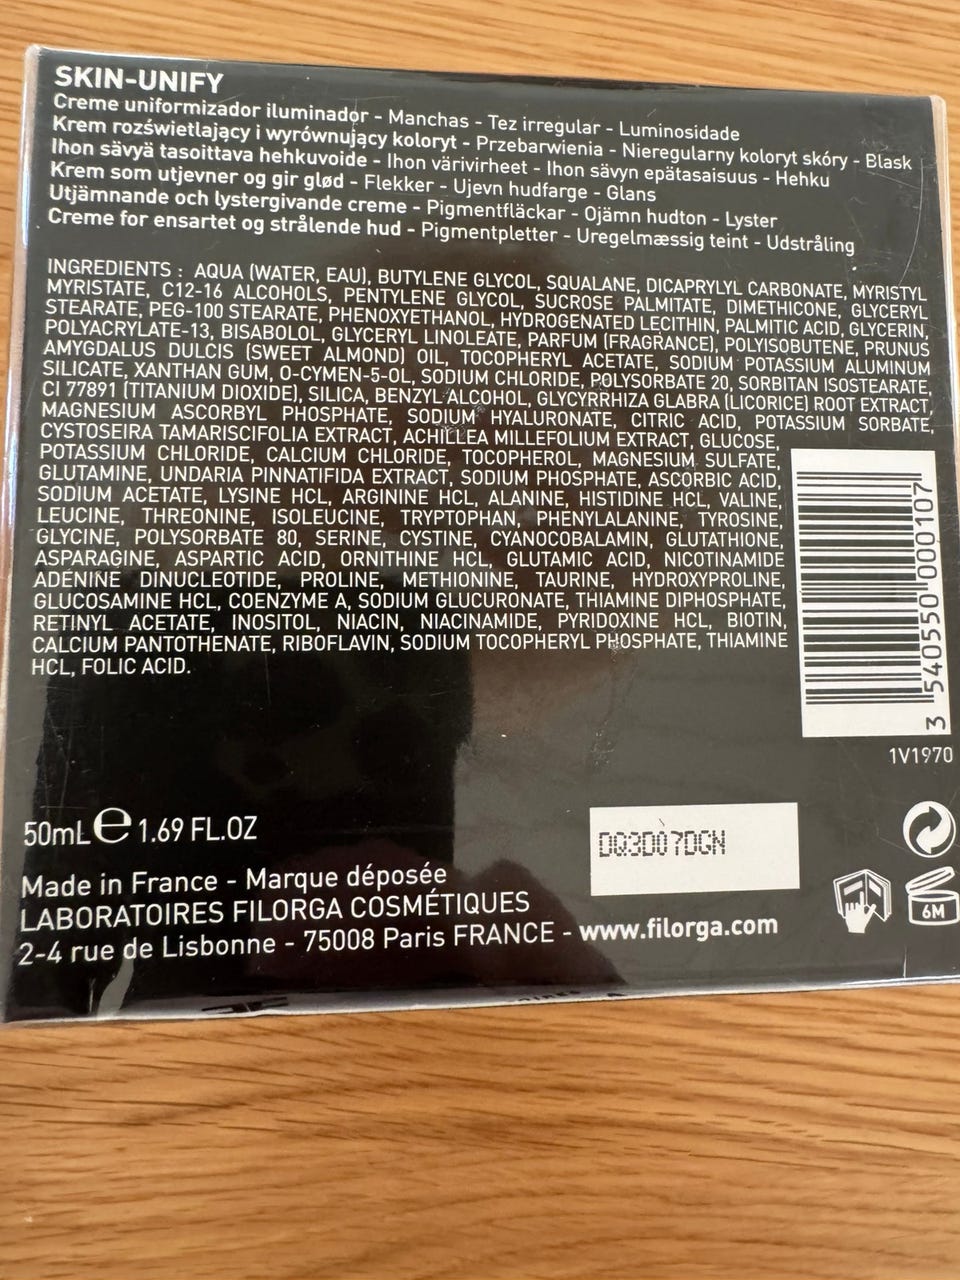 SKIN-UNIFY
Creme uniformizador iluminador - Manchas - Tez irregular - Luminosidade
Krem rozświetlający i wyrównujący koloryt - Przebarwienia - Nieregularny koloryt skóry - Blask
Ihon sävyä tasoittava hehkuvoide - Ihon värivirheet - Ihon sävyn epätasaisuus - Hehku
Krem som utjevner og gir glød - Flekker - Ujevn hudfarge - Glans
Utjämnande och lystergivande creme - Pigmentfläckar - Ojämn hudton - Lyster
Creme for ensartet og strålende hud - Pigmentpletter - Uregelmæssig teint - Udstråling
INGREDIENTS : AQUA (WATER, EAU), BUTYLENE GLYCOL, SQUALANE, DICAPRYLYL CARBONATE, MYRISTYL
MYRISTATE, C12-16 ALCOHOLS, PENTYLENE GLYCOL, SUCROSE PALMITATE, DIMETHICONE, GLYCERYL
STEARATE, PEG-100 STEARATE, PHENOXYETHANOL, HYDROGENATED LECITHIN, PALMITIC ACID, GLYCERIN,
POLYACRYLATE-13, BISABOLOL, GLYCERYL LINOLEATE, PARFUM (FRAGRANCE), POLYISOBUTENE, PRUNUS
AMYGDALUS DULCIS (SWEET ALMOND) OIL, TOCOPHERYL ACETATE, SODIUM POTASSIUM ALUMINUM
SILICATE, XANTHAN GUM, O-CYMEN-5-OL, SODIUM CHLORIDE, POLYSORBATE 20, SORBITAN ISOSTEARATE,
CI 77891 (TITANIUM DIOXIDE), SILICA, BENZYL ALCOHOL, GLYCYRRHIZA GLABRA (LICORICE) ROOT EXTRACT,
MAGNESIUM ASCORBYL PHOSPHATE, SODIUM HYALURONATE, CITRIC ACID, POTASSIUM SORBATE,
CYSTOSEIRA TAMARISCIFOLIA EXTRACT, ACHILLEA MILLEFOLIUM EXTRACT, GLUCOSE,
POTASSIUM CHLORIDE, CALCIUM CHLORIDE, TOCOPHEROL, MAGNESIUM SULFATE,
GLUTAMINE, UNDARIA PINNATIFIDA EXTRACT, SODIUM PHOSPHATE, ASCORBIC ACID,
SODIUM ACETATE, LYSINE HCL, ARGININE HCL, ALANINE, HISTIDINE HCL, VALINE,
LEUCINE, THREONINE, ISOLEUCINE, TRYPTOPHAN, PHENYLALANINE, TYROSINE,
GLYCINE, POLYSORBATE 80, SERINE, CYSTINE, CYANOCOBALAMIN, GLUTATHIONE,
ASPARAGINE, ASPARTIC ACID, ORNITHINE HCL, GLUTAMIC ACID, NICOTINAMIDE
ADENINE DINUCLEOTIDE, PROLINE, METHIONINE, TAURINE, HYDROXYPROLINE,
GLUCOSAMINE HCL, COENZYME A, SODIUM GLUCURONATE, THIAMINE DIPHOSPHATE,
RETINYL ACETATE, INOSITOL, NIACIN, NIACINAMIDE, PYRIDOXINE HCL, BIOTIN,
CALCIUM PANTOTHENATE, RIBOFLAVIN, SODIUM TOCOPHERYL PHOSPHATE, THIAMINE
HCL, FOLIC ACID.
3 540550 000107
1V1970
50mL e 1.69 FL.OZ
DQ3D07DGN
Made in France - Marque déposée
LABORATOIRES FILORGA COSMÉTIQUES
2-4 rue de Lisbonne - 75008 Paris FRANCE - www.filorga.com
6M